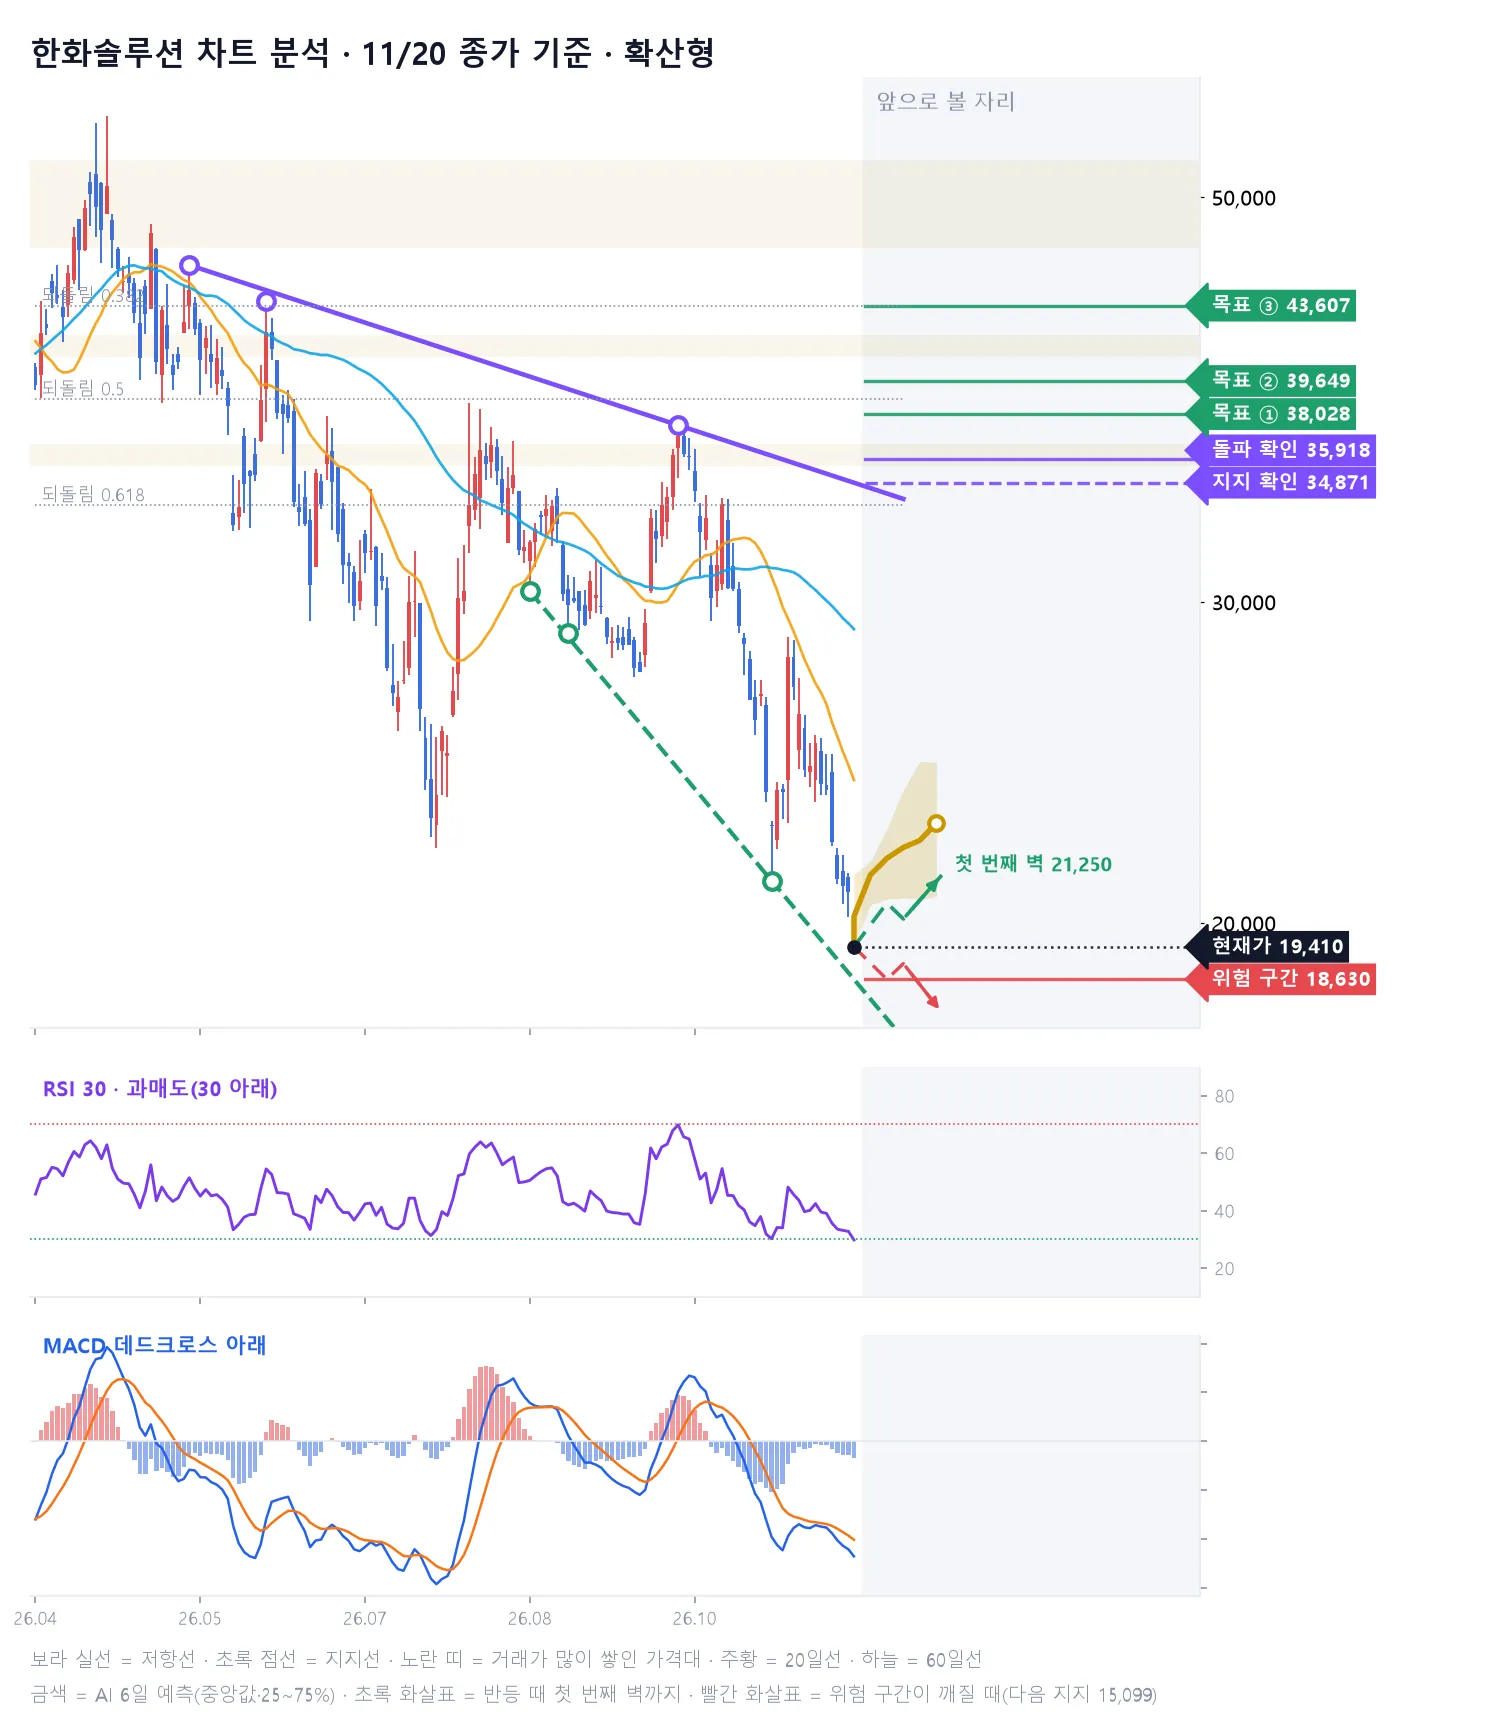 한화솔루션 차트 분석 · 11/20 종가 기준 · 확산형
앞으로 볼 자리
50,000
되돌림 0.382
목표 ③ 43,607
목표 ② 39,649
되돌림 0.5
목표 ① 38,028
돌파 확인 35,918
지지 확인 34,871
되돌림 0.618
30,000
첫 번째 벽 21,250
20,000
현재가 19,410
위험 구간 18,630
RSI 30 · 과매도(30 아래)
80
60
40
20
MACD 데드크로스 아래
26.04 26.05 26.07 26.08 26.10
보라 실선 = 저항선 · 초록 점선 = 지지선 · 노란 띠 = 거래가 많이 쌓인 가격대 · 주황 = 20일선 · 하늘 = 60일선
금색 = AI 6일 예측(중앙값·25~75%) · 초록 화살표 = 반등 때 첫 번째 벽까지 · 빨간 화살표 = 위험 구간이 깨질 때(다음 지지 15,099)